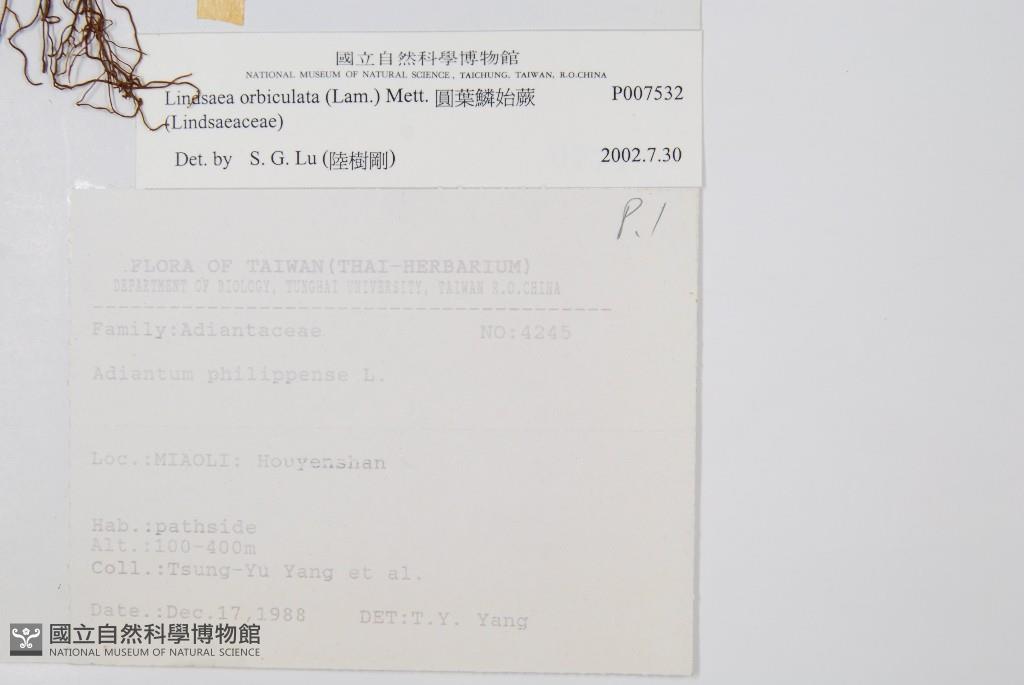 國立自然科學博物館
NATIONAL MUSEUM OF NATURAL SCIENCE, TAICHUNG, TAIWAN, R.O.CHINA
Lindsaea orbiculata (Lam.) Mett. 圓葉鱗始蕨 P007532
(Lindsaeaceae)
Det. by S. G. Lu (陸樹剛) 2002.7.30
P.1
FLORA OF TAIWAN(THAI-HERBARIUM)
DEPARTMENT OF BIOLOGY, TUNGHAI UNIVERSITY, TAIWAN R.O.CHINA
Family:Adiantaceae NO:4245
Adiantum philippense L.
Loc.:MIAOLI: Houyenshan
Hab.:pathside
Alt.:100-400m
Coll.:Tsung-Yu Yang et al.
Date.:Dec.17,1988 DET:T.Y. Yang
國立自然科學博物館
NATIONAL MUSEUM OF NATURAL SCIENCE